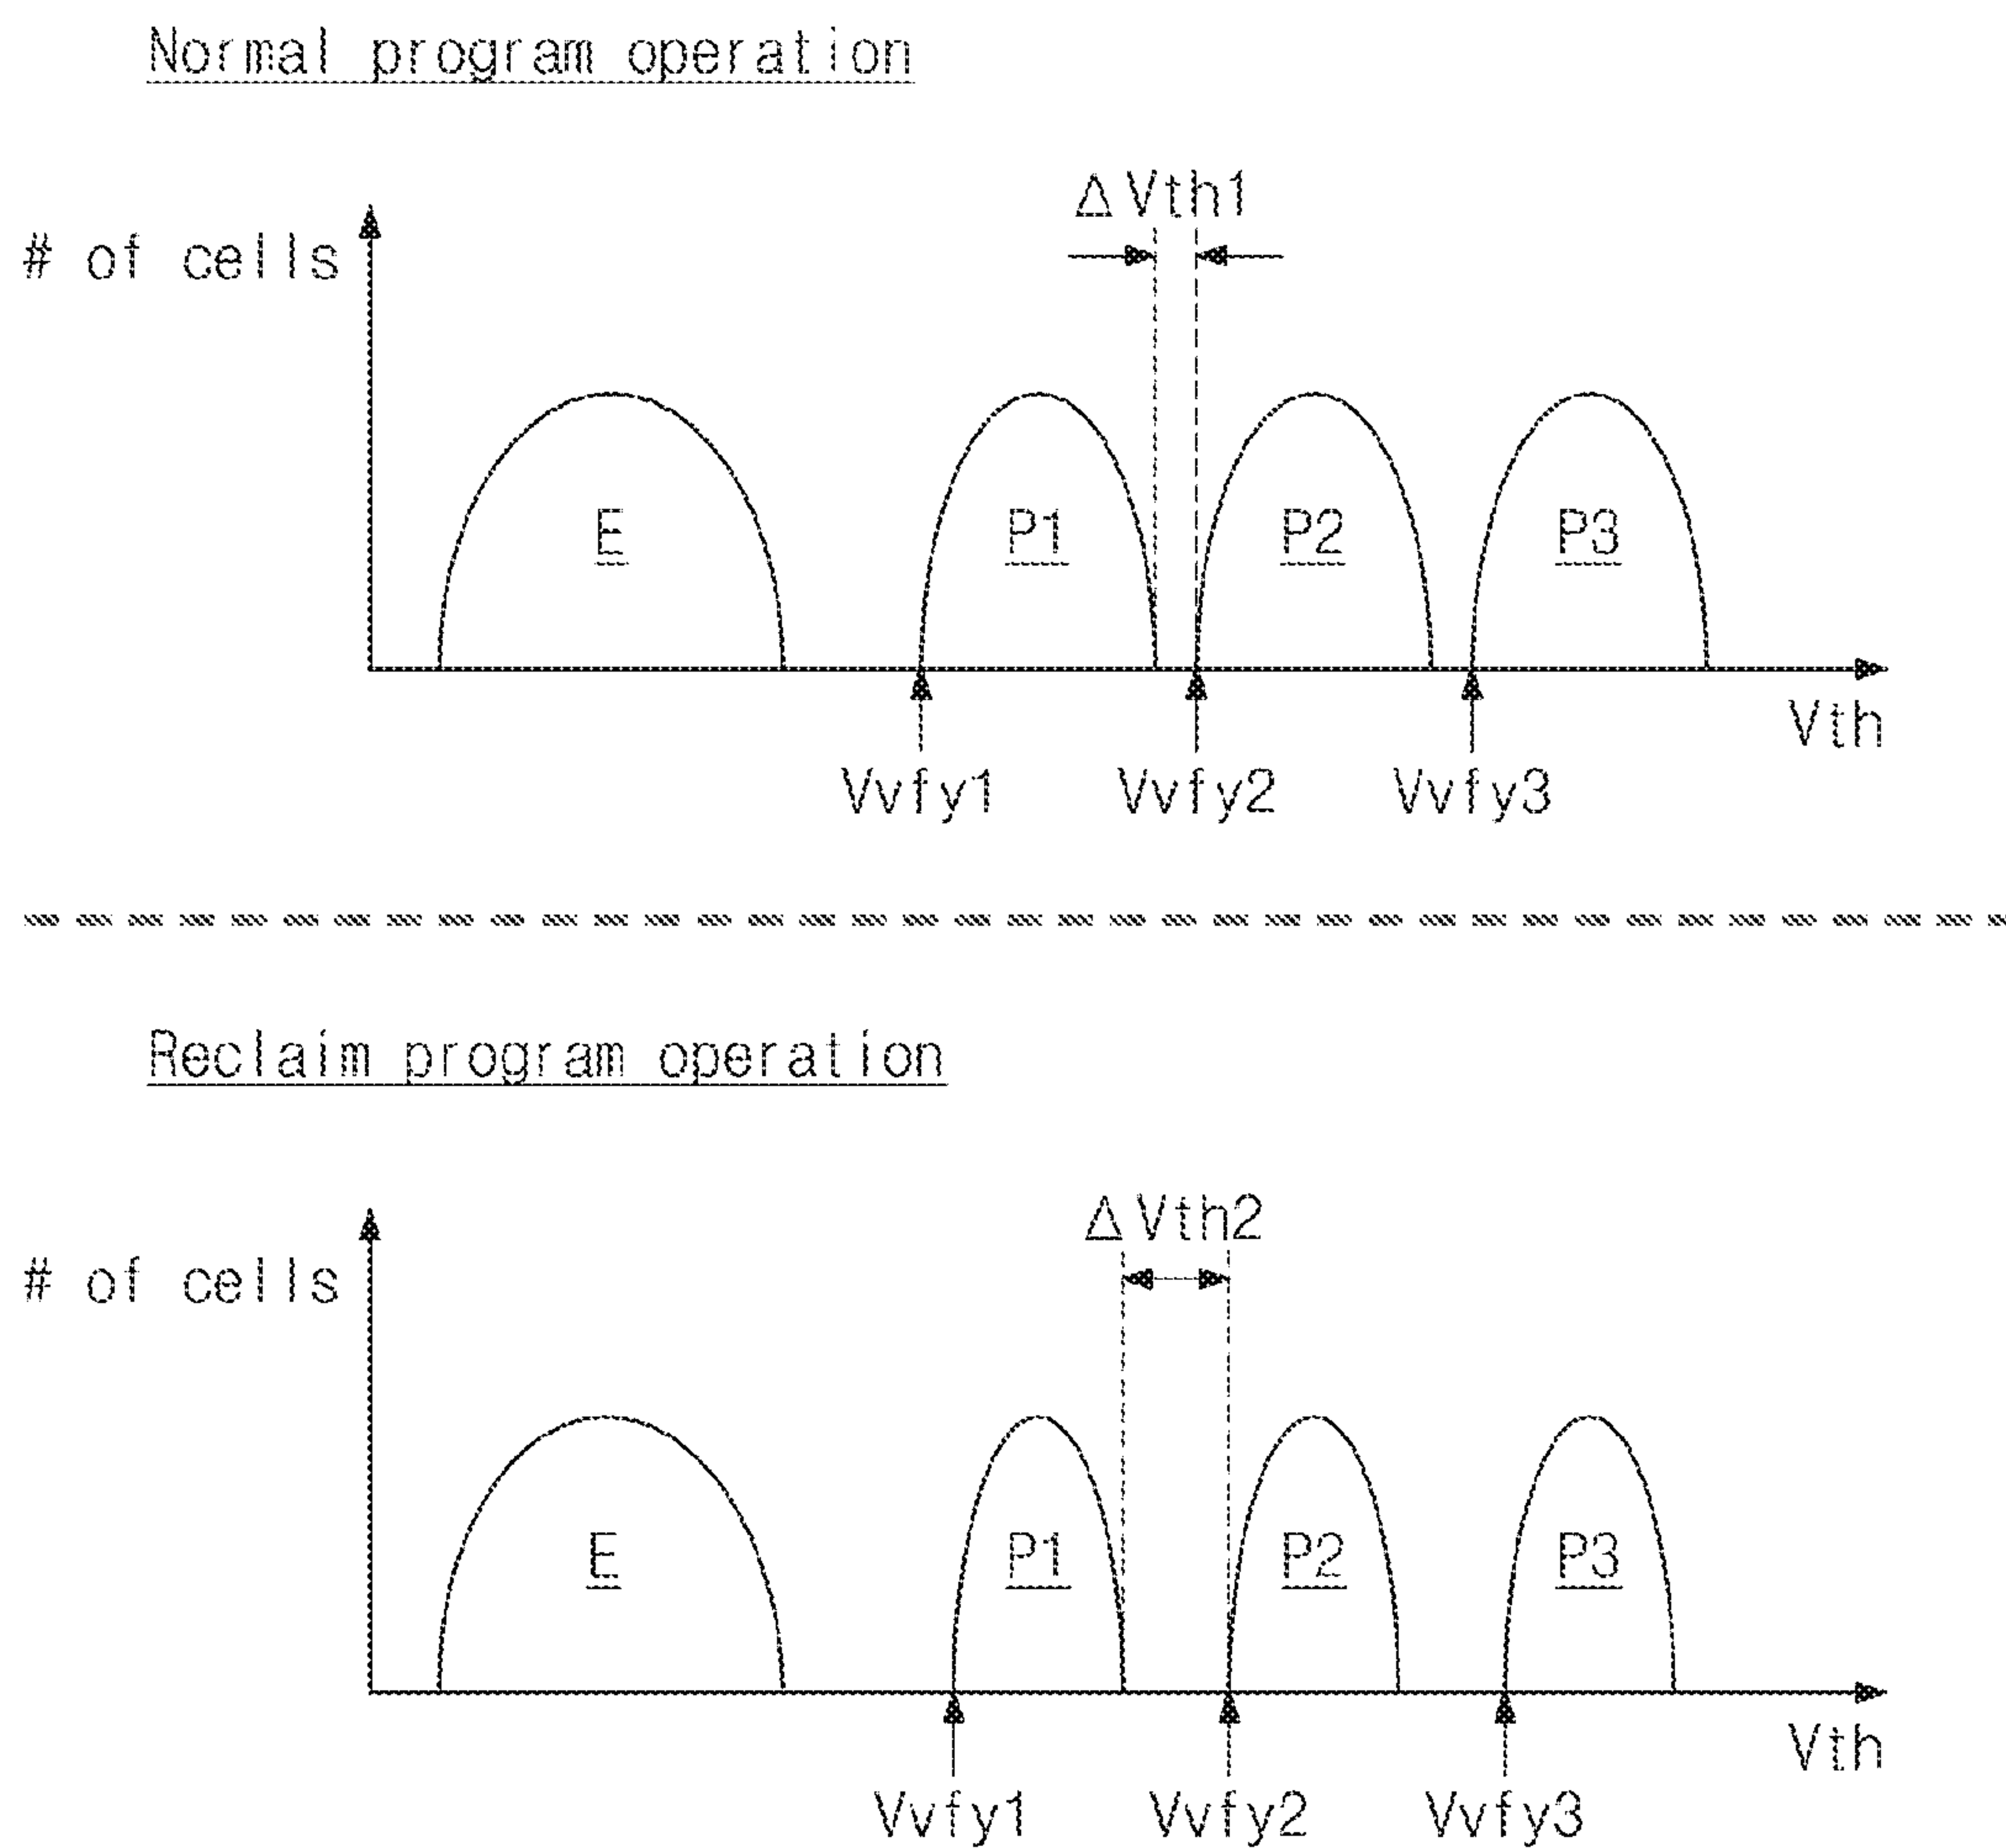 Normal program operation
ΔVth1
# of cells
E
P1
P2
P3
Vth
Vvfy1
Vvfy2
Vvfy3
Reclaim program operation
ΔVth2
# of cells
E
P1
P2
P3
Vth
Vvfy1
Vvfy2
Vvfy3